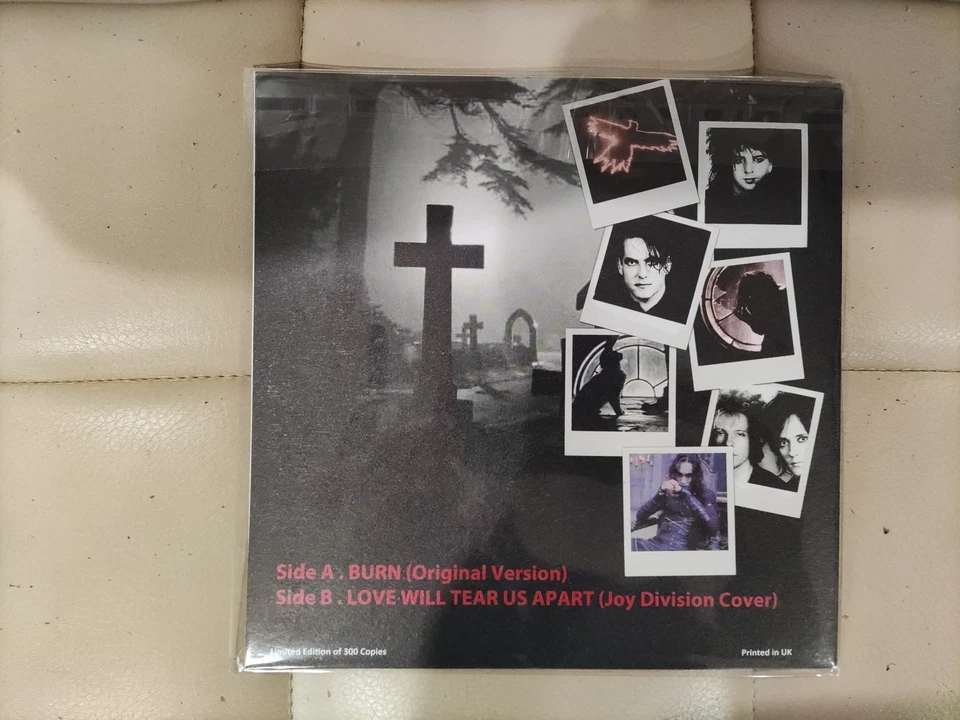 Side A . BURN (Original Version)
Side B . LOVE WILL TEAR US APART (Joy Division Cover)
Limited Edition of 300 Copies
Printed in UK